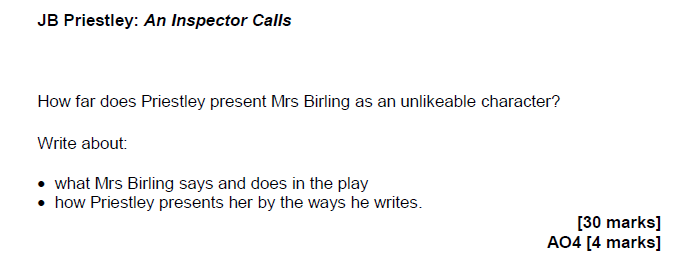 JB Priestley: An Inspector Calls
How far does Priestley present Mrs Birling as an unlikeable character?
Write about:
• what Mrs Birling says and does in the play
• how Priestley presents her by the ways he writes.
[30 marks]
AO4 [4 marks]